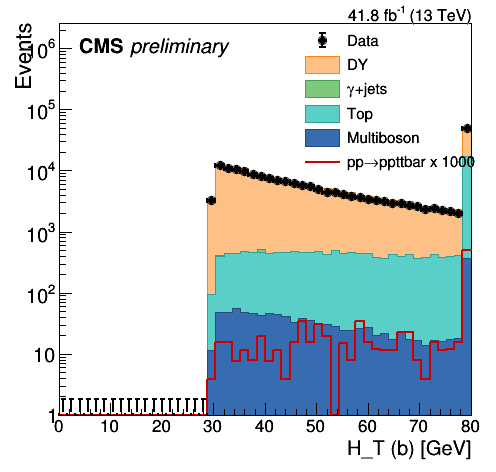 41.8 fb⁻¹ (13 TeV)
CMS preliminary
Events
Data
DY
γ+jets
Top
Multiboson
pp→ppttbar x 1000
10⁶
10⁵
10⁴
10³
10²
10
1
0 10 20 30 40 50 60 70 80
H_T (b) [GeV]